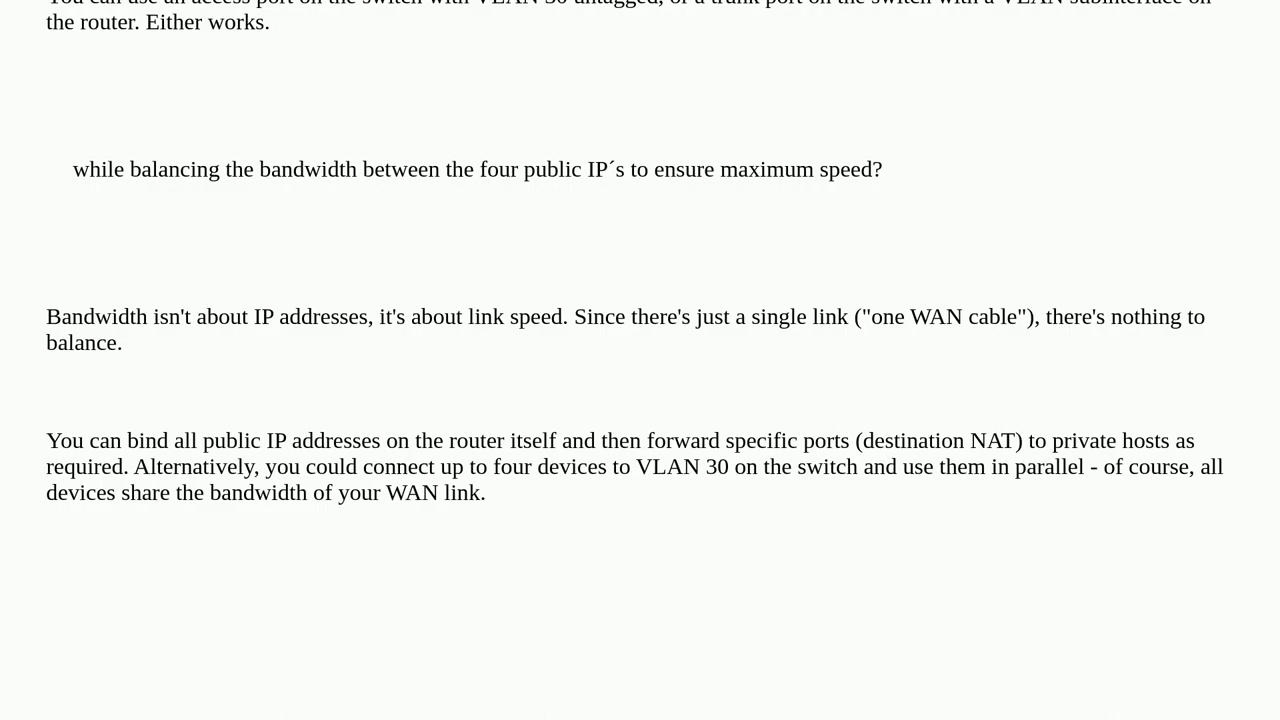 You can use an access port on the switch with VLAN 30 untagged, or a trunk port on the switch with a VLAN subinterface on
the router. Either works.
while balancing the bandwidth between the four public IP´s to ensure maximum speed?
Bandwidth isn't about IP addresses, it's about link speed. Since there's just a single link ("one WAN cable"), there's nothing to
balance.
You can bind all public IP addresses on the router itself and then forward specific ports (destination NAT) to private hosts as
required. Alternatively, you could connect up to four devices to VLAN 30 on the switch and use them in parallel - of course, all
devices share the bandwidth of your WAN link.